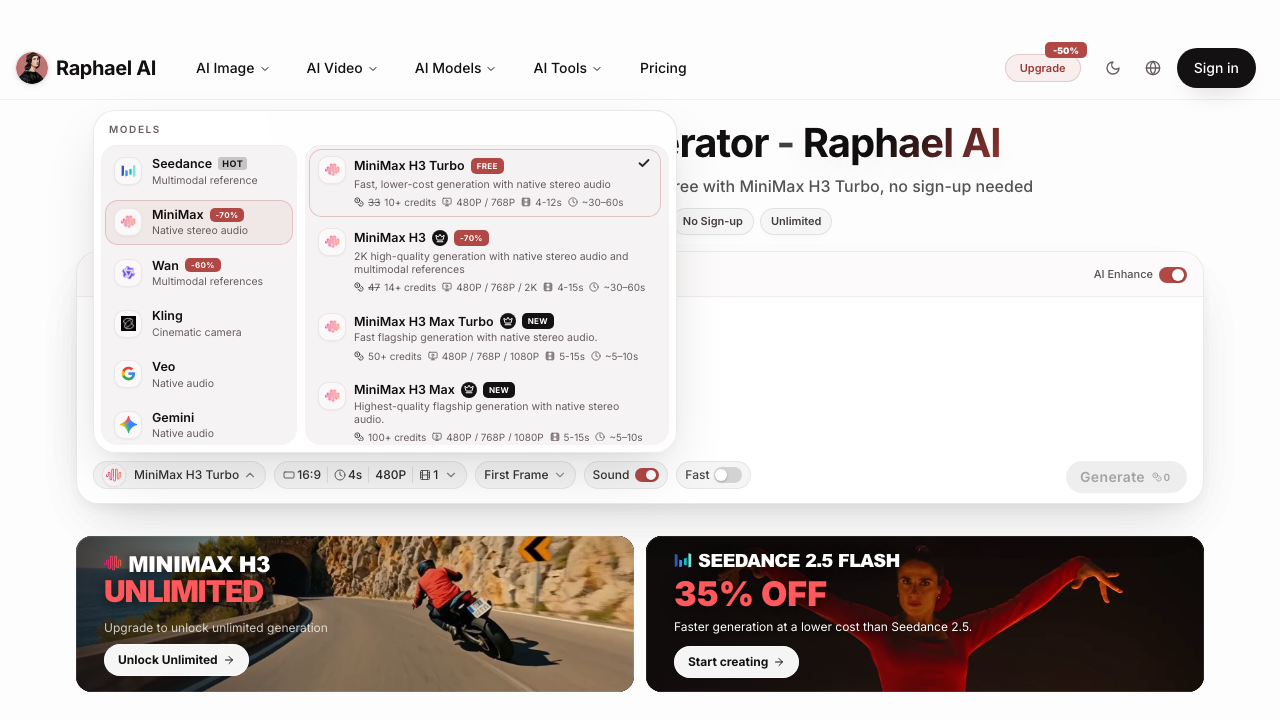 Raphael AI
AI Image
AI Video
AI Models
AI Tools
Pricing
Upgrade
-50%
Sign in
erator - Raphael AI
ree with MiniMax H3 Turbo, no sign-up needed
No Sign-up
Unlimited
AI Enhance
MODELS
Seedance HOT
Multimodal reference
MiniMax -70%
Native stereo audio
Wan -60%
Multimodal references
Kling
Cinematic camera
Veo
Native audio
Gemini
Native audio
MiniMax H3 Turbo FREE
Fast, lower-cost generation with native stereo audio
33 10+ credits 480P / 768P 4-12s ~30–60s
MiniMax H3 -70%
2K high-quality generation with native stereo audio and
multimodal references
47 14+ credits 480P / 768P / 2K 4-15s ~30–60s
MiniMax H3 Max Turbo NEW
Fast flagship generation with native stereo audio.
50+ credits 480P / 768P / 1080P 5-15s ~5–10s
MiniMax H3 Max NEW
Highest-quality flagship generation with native stereo
audio.
100+ credits 480P / 768P / 1080P 5-15s ~5–10s
MiniMax H3 Turbo
16:9 4s 480P 1
First Frame
Sound
Fast
Generate 0
MINIMAX H3
UNLIMITED
Upgrade to unlock unlimited generation
Unlock Unlimited →
SEEDANCE 2.5 FLASH
35% OFF
Faster generation at a lower cost than Seedance 2.5.
Start creating →